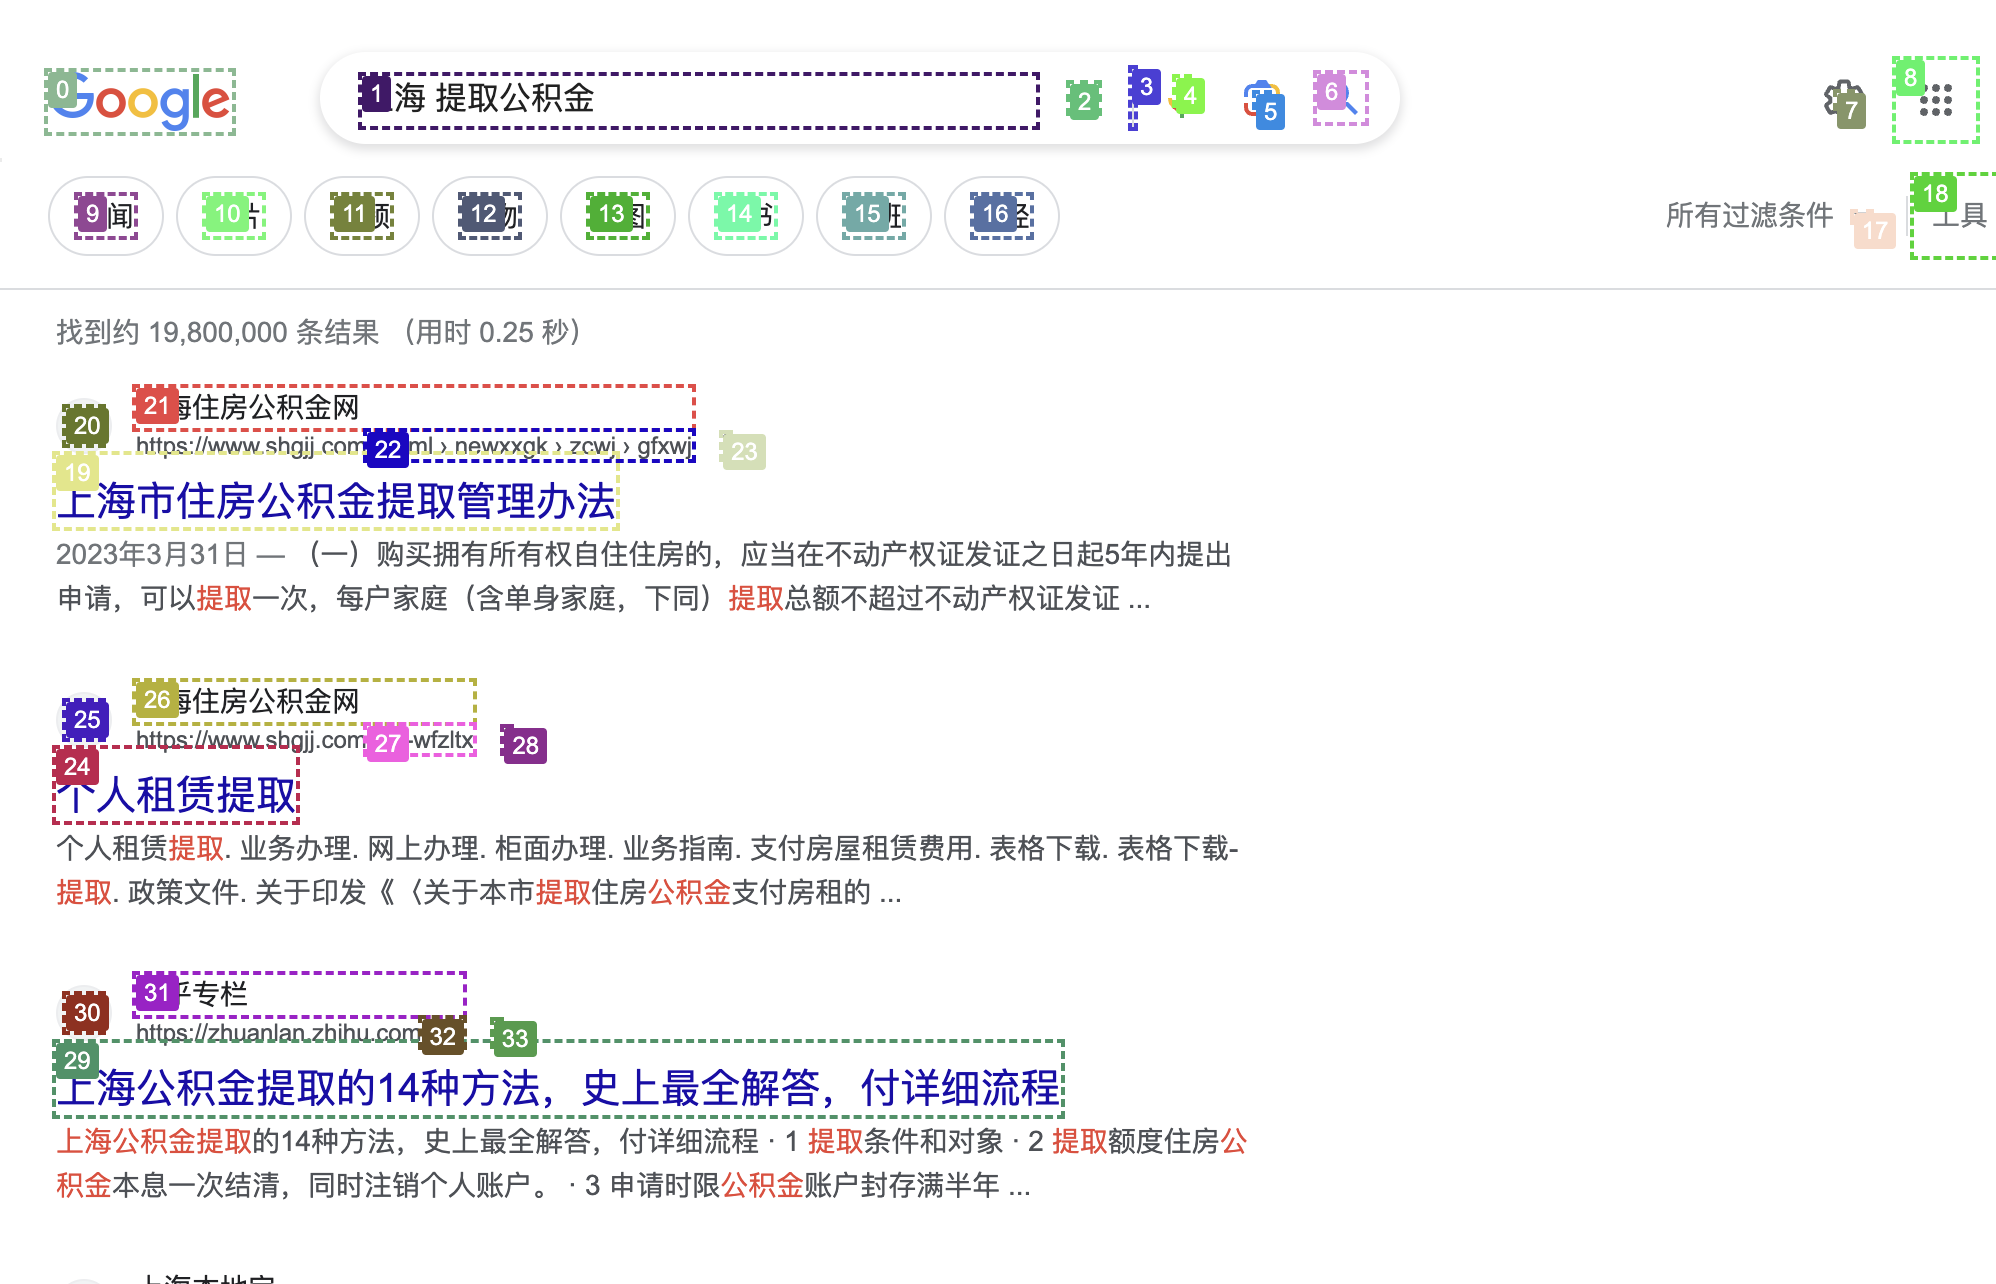 Google
0
1
海 提取公积金
2
3
4
5
6
7
8
9 闻
10
11
12
13
14
15
16
所有过滤条件
17
18
工具
找到约 19,800,000 条结果 （用时 0.25 秒）
20
21
海住房公积金网
https://www.shgjj.com
22
ml › newxxgk › zcwj › gfxwj
23
19
上海市住房公积金提取管理办法
2023年3月31日 — （一）购买拥有所有权自住住房的，应当在不动产权证发证之日起5年内提出
申请，可以提取一次，每户家庭（含单身家庭，下同）提取总额不超过不动产权证发证 ...
25
26
海住房公积金网
https://www.shgjj.com
27
-wfzltx
28
24
个人租赁提取
个人租赁提取. 业务办理. 网上办理. 柜面办理. 业务指南. 支付房屋租赁费用. 表格下载. 表格下载-
提取. 政策文件. 关于印发《〈关于本市提取住房公积金支付房租的 ...
30
31
乎专栏
https://zhuanlan.zhihu.com
32
33
29
上海公积金提取的14种方法，史上最全解答，付详细流程
上海公积金提取的14种方法，史上最全解答，付详细流程 · 1 提取条件和对象 · 2 提取额度住房公
积金本息一次结清，同时注销个人账户。 · 3 申请时限公积金账户封存满半年 ...
上海本地宝